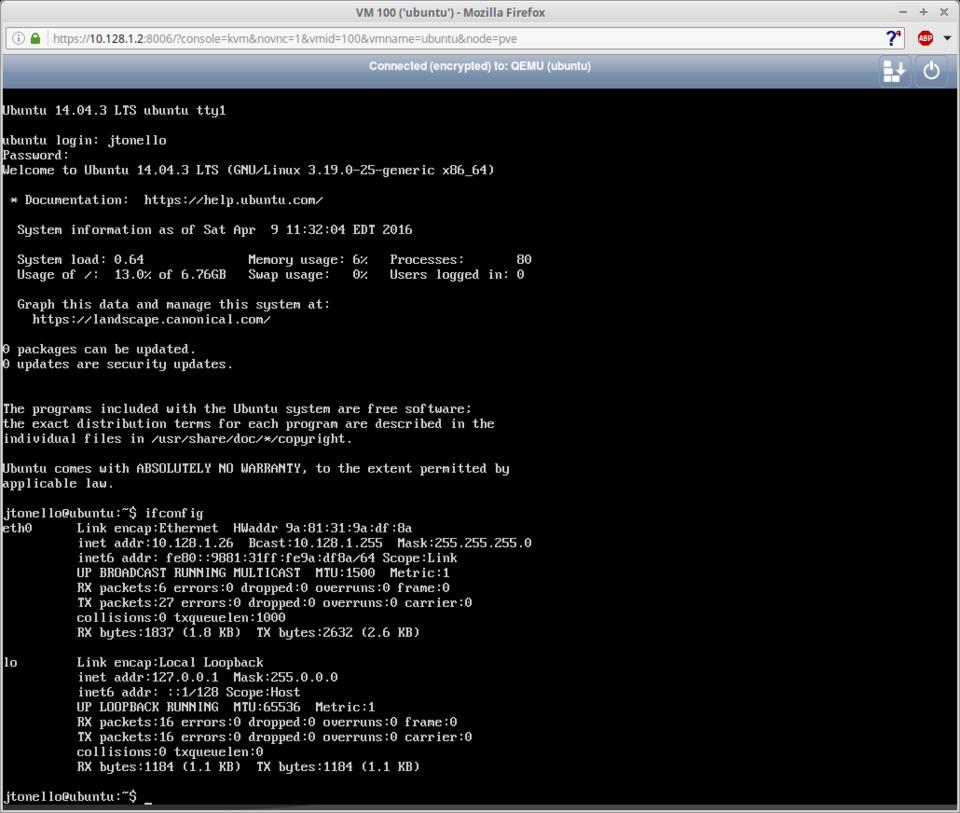 VM 100 ('ubuntu') - Mozilla Firefox
https://10.128.1.2:8006/?console=kvm&novnc=1&vmid=100&vmname=ubuntu&node=pve
ABP
Connected (encrypted) to: QEMU (ubuntu)
Ubuntu 14.04.3 LTS ubuntu tty1
ubuntu login: jtonello
Password:
Welcome to Ubuntu 14.04.3 LTS (GNU/Linux 3.19.0-25-generic x86_64)
* Documentation:  https://help.ubuntu.com/
System information as of Sat Apr  9 11:32:04 EDT 2016
System load: 0.64              Memory usage: 6%   Processes:       80
Usage of /:  13.0% of 6.76GB   Swap usage:   0%   Users logged in: 0
Graph this data and manage this system at:
https://landscape.canonical.com/
0 packages can be updated.
0 updates are security updates.
The programs included with the Ubuntu system are free software;
the exact distribution terms for each program are described in the
individual files in /usr/share/doc/*/copyright.
Ubuntu comes with ABSOLUTELY NO WARRANTY, to the extent permitted by
applicable law.
jtonello@ubuntu:~$ ifconfig
eth0      Link encap:Ethernet  HWaddr 9a:81:31:9a:df:8a
inet addr:10.128.1.26  Bcast:10.128.1.255  Mask:255.255.255.0
inet6 addr: fe80::9881:31ff:fe9a:df8a/64 Scope:Link
UP BROADCAST RUNNING MULTICAST  MTU:1500  Metric:1
RX packets:6 errors:0 dropped:0 overruns:0 frame:0
TX packets:27 errors:0 dropped:0 overruns:0 carrier:0
collisions:0 txqueuelen:1000
RX bytes:1837 (1.8 KB)  TX bytes:2632 (2.6 KB)
lo        Link encap:Local Loopback
inet addr:127.0.0.1  Mask:255.0.0.0
inet6 addr: ::1/128 Scope:Host
UP LOOPBACK RUNNING  MTU:65536  Metric:1
RX packets:16 errors:0 dropped:0 overruns:0 frame:0
TX packets:16 errors:0 dropped:0 overruns:0 carrier:0
collisions:0 txqueuelen:0
RX bytes:1184 (1.1 KB)  TX bytes:1184 (1.1 KB)
jtonello@ubuntu:~$ _